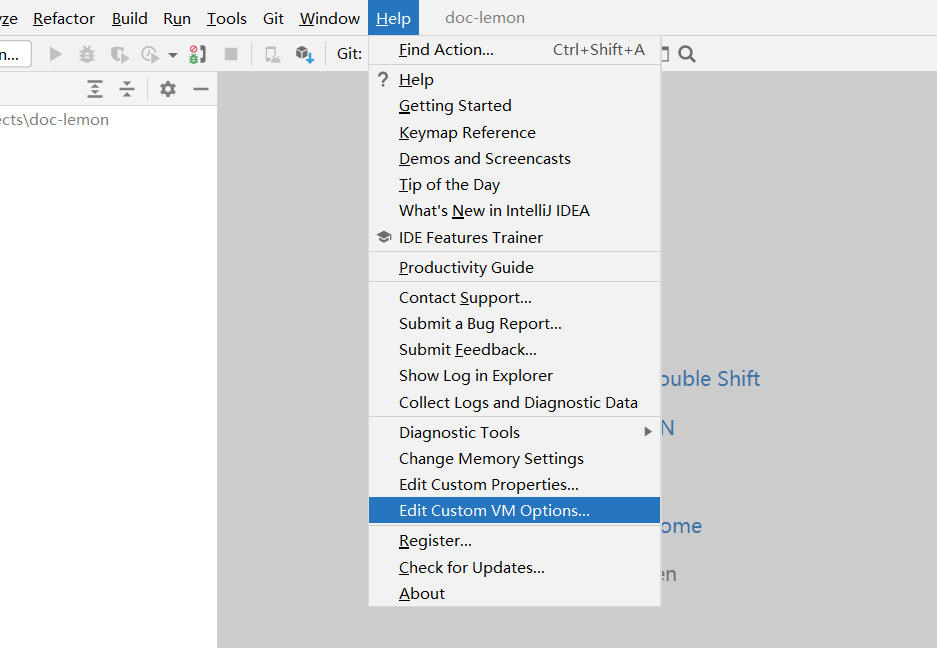 ze Refactor Build Run Tools Git Window Help doc-lemon
n... Git:
cts\doc-lemon
Find Action... Ctrl+Shift+A
? Help
Getting Started
Keymap Reference
Demos and Screencasts
Tip of the Day
What's New in IntelliJ IDEA
IDE Features Trainer
Productivity Guide
Contact Support...
Submit a Bug Report...
Submit Feedback...
Show Log in Explorer
Collect Logs and Diagnostic Data
Diagnostic Tools
Change Memory Settings
Edit Custom Properties...
Edit Custom VM Options...
Register...
Check for Updates...
About
ouble Shift
N
ome
en